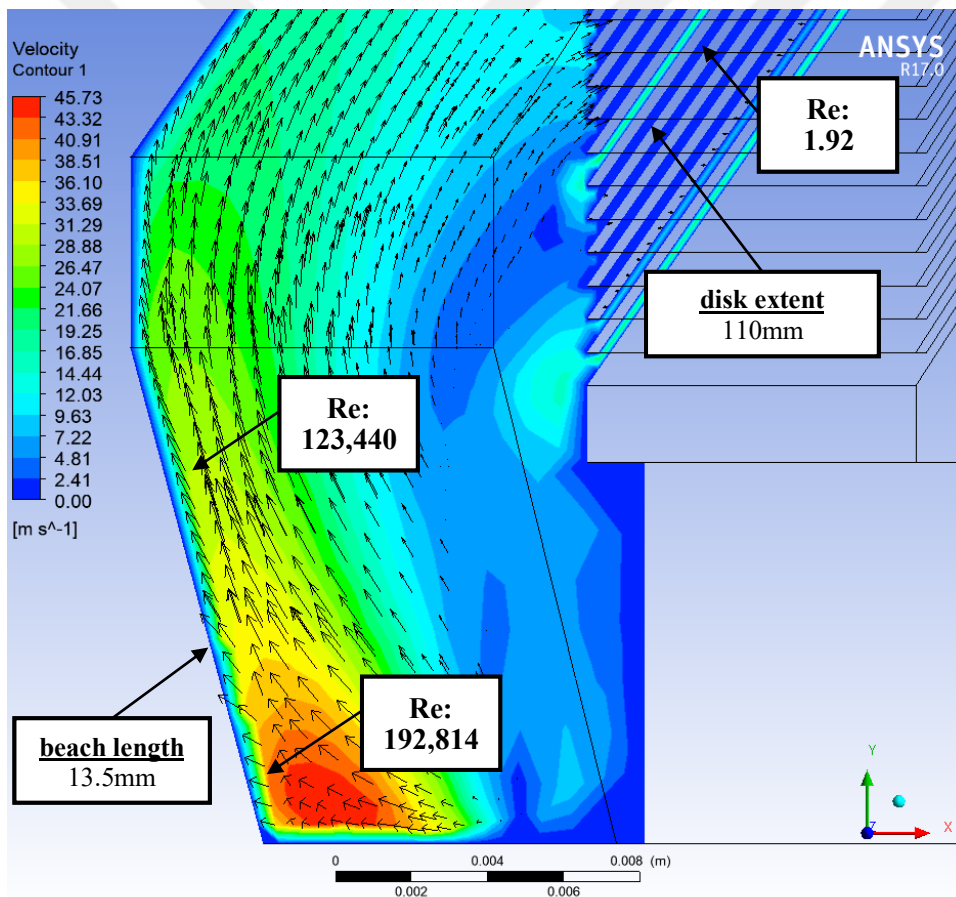 Velocity
Contour 1
45.73
43.32
40.91
38.51
36.10
33.69
31.29
28.88
26.47
24.07
21.66
19.25
16.85
14.44
12.03
9.63
7.22
4.81
2.41
0.00
[m s^-1]
ANSYS
R17.0
Re:
1.92
disk extent
110mm
Re:
123,440
Re:
192,814
beach length
13.5mm
Y
X
Z
0 0.004 0.008 (m)
0.002 0.006